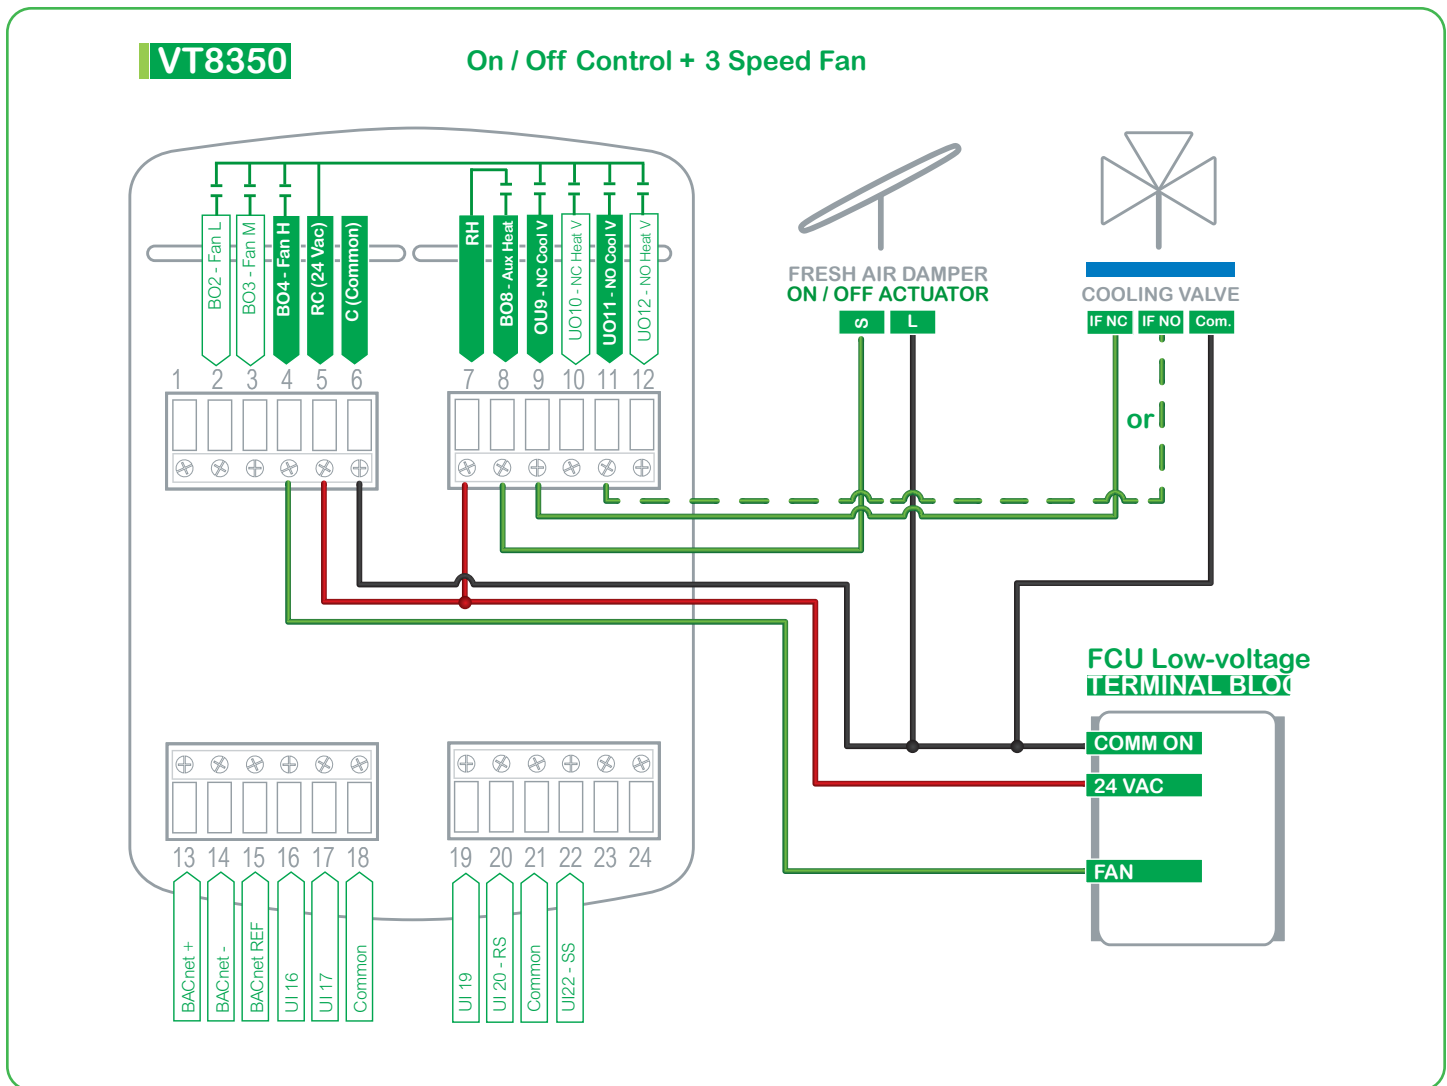 VT8350
On / Off Control + 3 Speed Fan
BO2 - Fan L
BO3 - Fan M
BO4 - Fan H
RC (24 Vac)
C (Common)
RH
BO8 - Aux Heat
OU9 - NC Cool V
UO10 - NC Heat V
UO11 - NO Cool V
UO12 - NO Heat V
1 2 3 4 5 6
7 8 9 10 11 12
FRESH AIR DAMPER
ON / OFF ACTUATOR
S L
COOLING VALVE
IF NC IF NO Com.
or
FCU Low-voltage
TERMINAL BLOC
COMM ON
24 VAC
FAN
13 14 15 16 17 18
19 20 21 22 23 24
BACnet +
BACnet -
BACnet REF
UI 16
UI 17
Common
UI 19
UI 20 - RS
Common
UI22 - SS